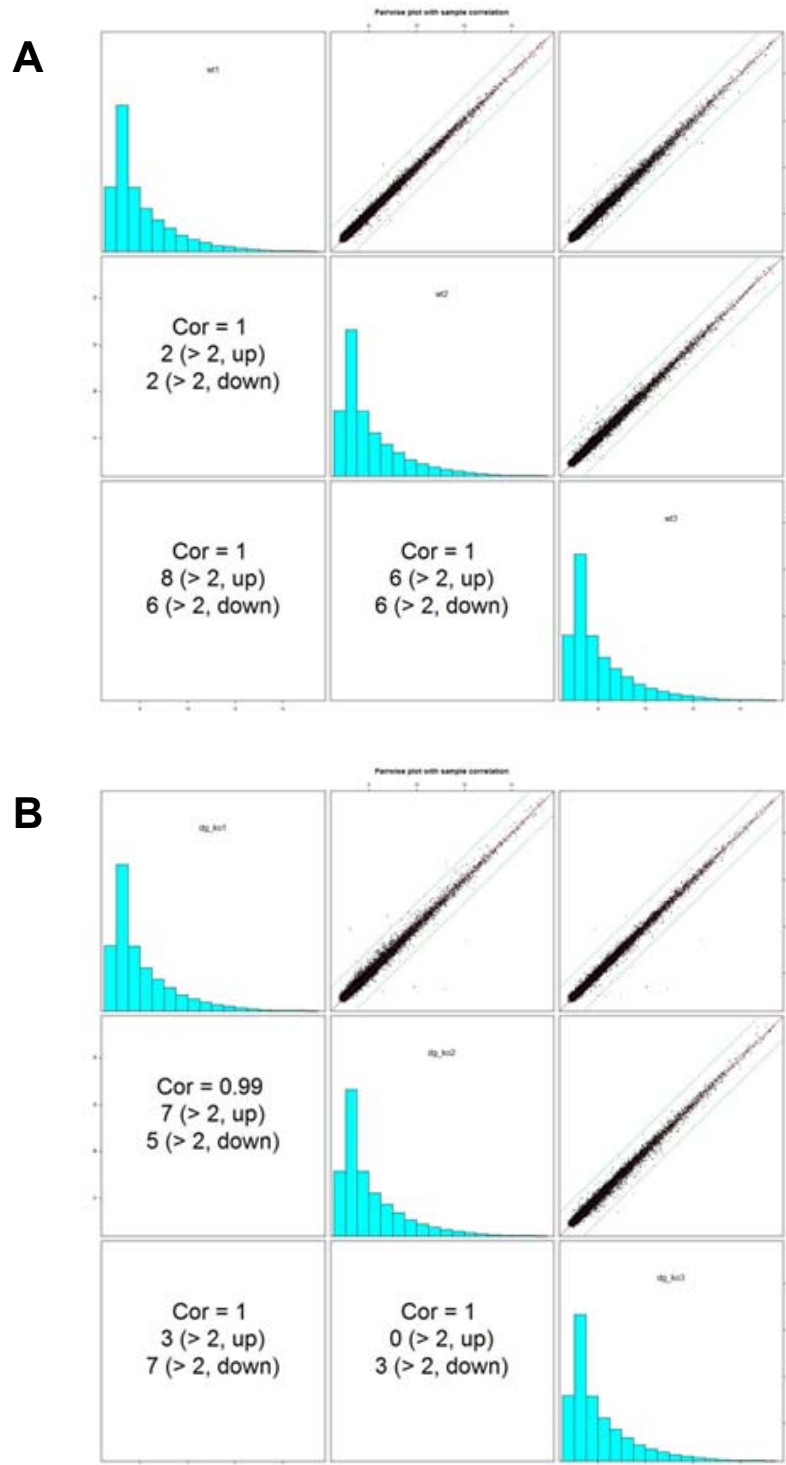 Pairwise plot with sample correlation
A
wt1
wt2
Cor = 1
2 (> 2, up)
2 (> 2, down)
wt3
Cor = 1
8 (> 2, up)
6 (> 2, down)
Cor = 1
6 (> 2, up)
6 (> 2, down)
Pairwise plot with sample correlation
B
dg_ko1
dg_ko2
Cor = 0.99
7 (> 2, up)
5 (> 2, down)
dg_ko3
Cor = 1
3 (> 2, up)
7 (> 2, down)
Cor = 1
0 (> 2, up)
3 (> 2, down)